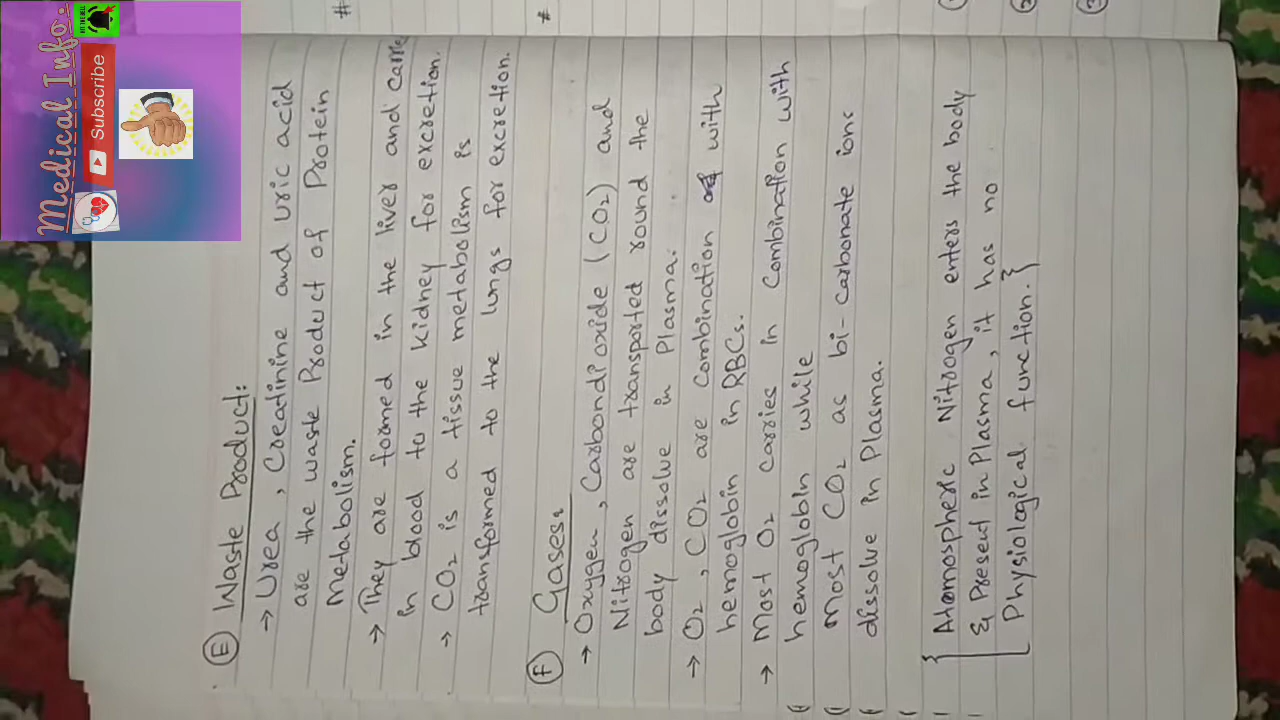 Medical Info.
Subscribe
#
#
(E) Waste Product:
→ Urea, Creatinine and uric acid
are the waste Product of Protein
Metabolism.
→ They are formed in the liver and carrie
in blood to the kidney for excretion.
→ CO₂ is a tissue metabolism is
transformed to the lungs for excretion.
(F) Gases:
→ Oxygen, Carbondioxide (CO₂) and
Nitrogen are transported round the
body dissolve in Plasma.
→ O₂, CO₂ are combination with
hemoglobin in RBCs.
→ Most O₂ carries in Combination with
hemoglobin while
most CO₂ as bi-carbonate ions
dissolve in Plasma.
{ Atomospheric Nitrogen enters the body
& Present in Plasma, it has no
Physiological function. }